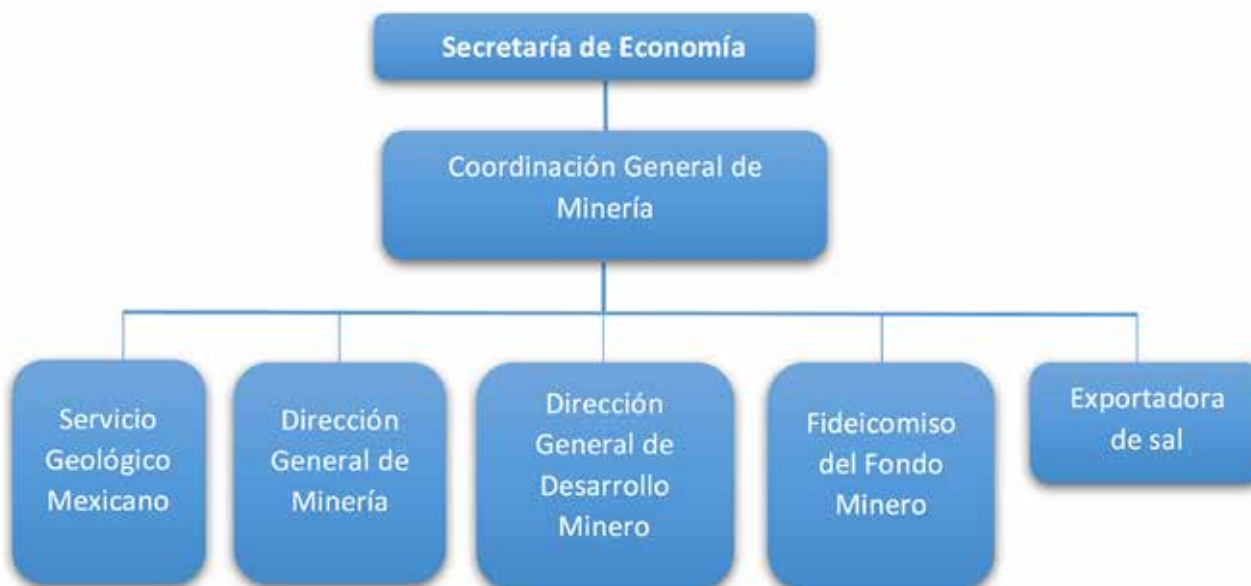 Secretaría de Economía
Coordinación General de
Minería
Servicio
Geológico
Mexicano
Dirección
General de
Minería
Dirección
General de
Desarrollo
Minero
Fideicomiso
del Fondo
Minero
Exportadora
de sal